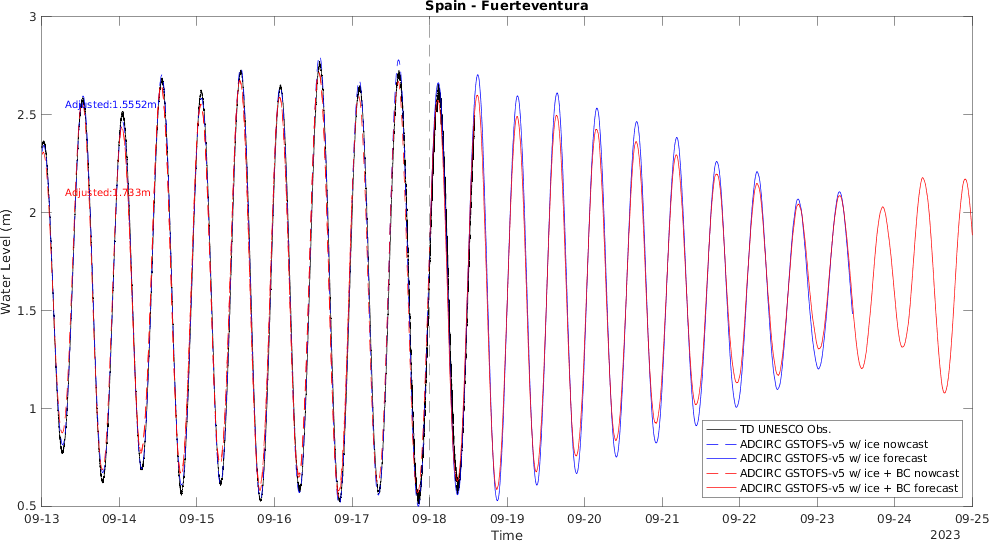 Spain - Fuerteventura
3
2.5
2
1.5
1
0.5
Water Level (m)
Adjusted:1.5552m
Adjusted:1.733m
TD UNESCO Obs.
ADCIRC GSTOFS-v5 w/ ice nowcast
ADCIRC GSTOFS-v5 w/ ice forecast
ADCIRC GSTOFS-v5 w/ ice + BC nowcast
ADCIRC GSTOFS-v5 w/ ice + BC forecast
09-13 09-14 09-15 09-16 09-17 09-18 09-19 09-20 09-21 09-22 09-23 09-24 09-25
Time
2023